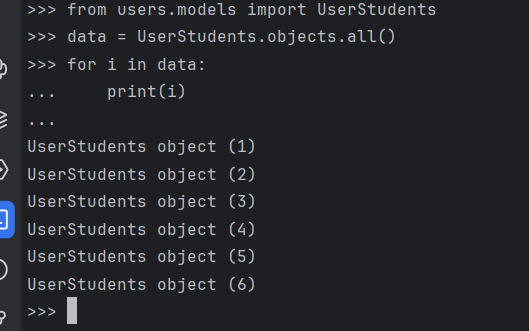 >>> from users.models import UserStudents
>>> data = UserStudents.objects.all()
>>> for i in data:
...     print(i)
...
UserStudents object (1)
UserStudents object (2)
UserStudents object (3)
UserStudents object (4)
UserStudents object (5)
UserStudents object (6)
>>>